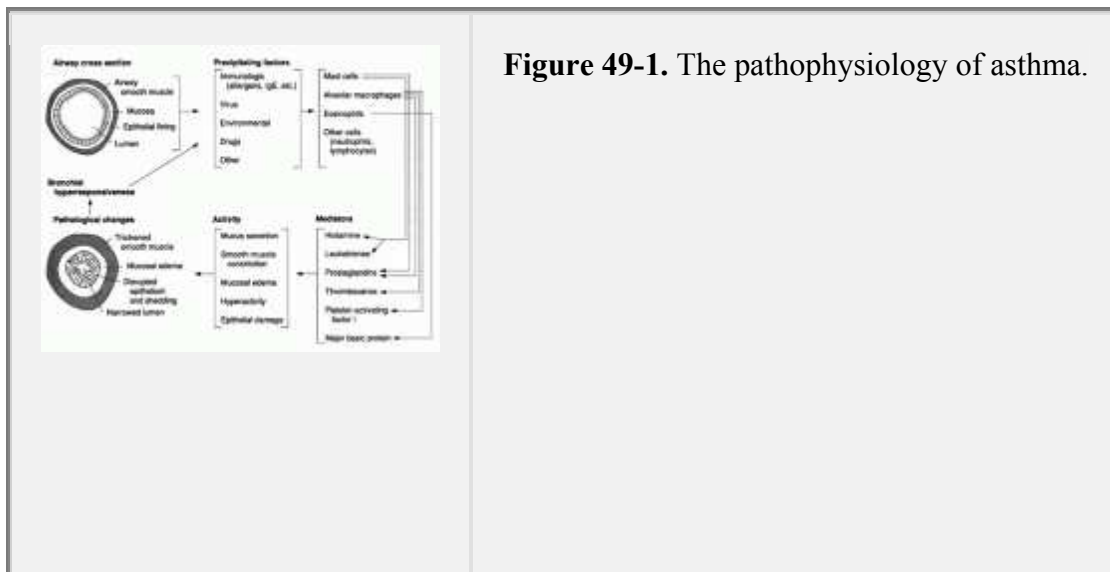 Figure 49-1. The pathophysiology of asthma.
Airway cross section
Airway
smooth muscle
Mucosa
Epithelial lining
Lumen
Precipitating factors
Immunologic
(allergens, IgE, etc.)
Virus
Environmental
Drugs
Other
Mast cells
Alveolar macrophages
Eosinophils
Other cells
(neutrophils,
lymphocytes)
Bronchial
hyperresponsiveness
Pathological changes
Thickened
smooth muscle
Mucosal edema
Disrupted
epithelium
and shedding
Narrowed lumen
Activity
Mucus secretion
Smooth muscle
constriction
Mucosal edema
Hyperactivity
Epithelial damage
Mediators
Histamine
Leukotrienes
Prostaglandins
Thromboxanes
Platelet-activating
factor
Major basic protein